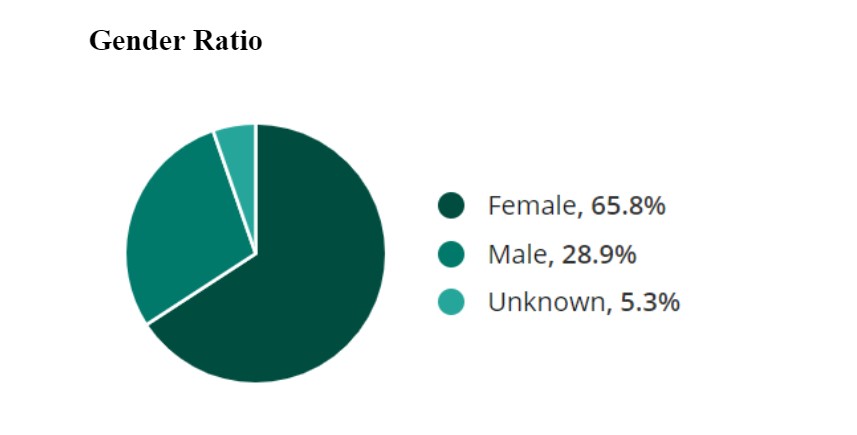 Gender Ratio
Female, 65.8%
Male, 28.9%
Unknown, 5.3%